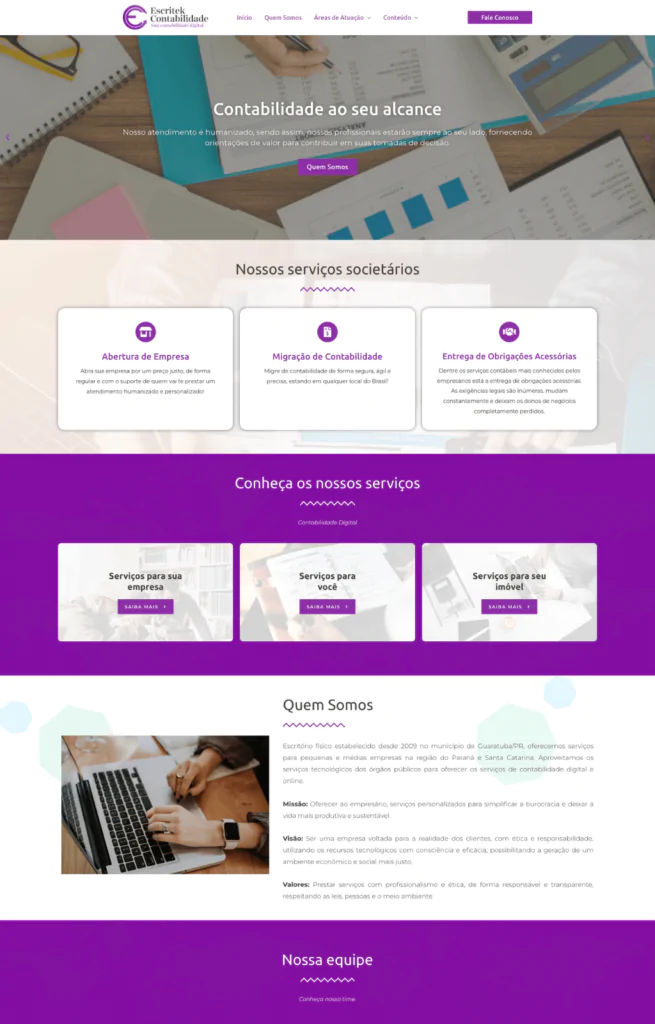 Escritek
Contabilidade
Sua contabilidade digital
Início Quem Somos Áreas de Atuação Conteúdo Fale Conosco
Contabilidade ao seu alcance
Nosso atendimento é humanizado, sendo assim, nossos profissionais estarão sempre ao seu lado, fornecendo
orientações de valor para contribuir em suas tomadas de decisão.
Quem Somos
Nossos serviços societários
Abertura de Empresa
Abra sua empresa por um preço justo, de forma
regular e com o suporte de quem vai te prestar um
atendimento humanizado e personalizado!
Migração de Contabilidade
Migre de contabilidade de forma segura, ágil e
precisa, estando em qualquer local do Brasil!
Entrega de Obrigações Acessórias
Dentre os serviços contábeis mais conhecidos pelos
empresários está a entrega de obrigações acessórias.
As exigências legais são inúmeras, mudam
constantemente e deixam os donos de negócios
completamente perdidos.
Conheça os nossos serviços
Contabilidade Digital
Serviços para sua
empresa
SAIBA MAIS
Serviços para
você
SAIBA MAIS
Serviços para seu
imóvel
SAIBA MAIS
Quem Somos
Escritório físico estabelecido desde 2009 no município de Guaratuba/PR, oferecemos serviços
para pequenas e médias empresas na região do Paraná e Santa Catarina. Aproveitamos os
serviços tecnológicos dos órgãos públicos para oferecer os serviços de contabilidade digital e
online.
Missão: Oferecer ao empresário, serviços personalizados para simplificar a burocracia e deixar a
vida mais produtiva e sustentável.
Visão: Ser uma empresa voltada para a realidade dos clientes, com ética e responsabilidade,
utilizando os recursos tecnológicos com consciência e eficácia, possibilitando a geração de um
ambiente econômico e social mais justo.
Valores: Prestar serviços com profissionalismo e ética, de forma responsável e transparente,
respeitando as leis, pessoas e o meio ambiente.
Nossa equipe
Conheça nosso time